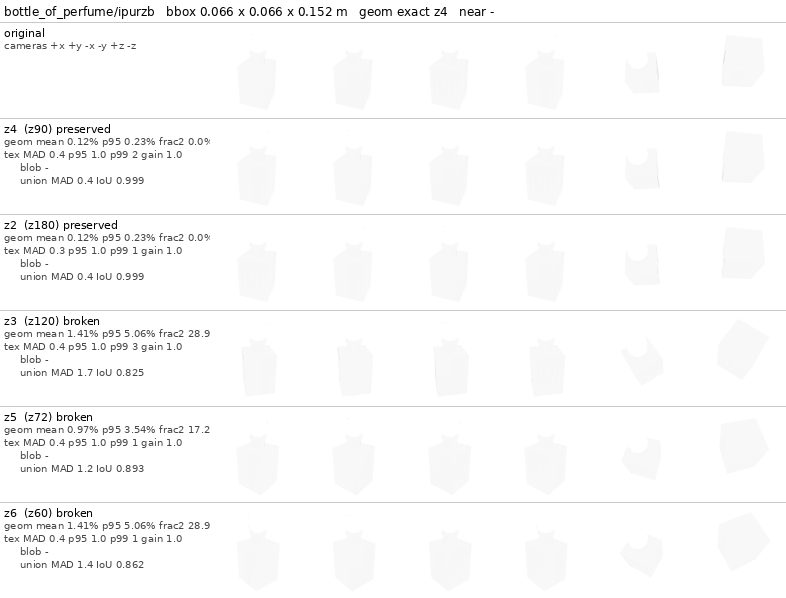 bottle_of_perfume/ipurzb   bbox 0.066 x 0.066 x 0.152 m   geom exact z4   near -
original
cameras +x +y -x -y +z -z
z4  (z90) preserved
geom mean 0.12% p95 0.23% frac2 0.0%
tex MAD 0.4 p95 1.0 p99 2 gain 1.0
blob -
union MAD 0.4 IoU 0.999
z2  (z180) preserved
geom mean 0.12% p95 0.23% frac2 0.0%
tex MAD 0.3 p95 1.0 p99 1 gain 1.0
blob -
union MAD 0.4 IoU 0.999
z3  (z120) broken
geom mean 1.41% p95 5.06% frac2 28.9
tex MAD 0.4 p95 1.0 p99 3 gain 1.0
blob -
union MAD 1.7 IoU 0.825
z5  (z72) broken
geom mean 0.97% p95 3.54% frac2 17.2
tex MAD 0.4 p95 1.0 p99 1 gain 1.0
blob -
union MAD 1.2 IoU 0.893
z6  (z60) broken
geom mean 1.41% p95 5.06% frac2 28.9
tex MAD 0.4 p95 1.0 p99 1 gain 1.0
blob -
union MAD 1.4 IoU 0.862